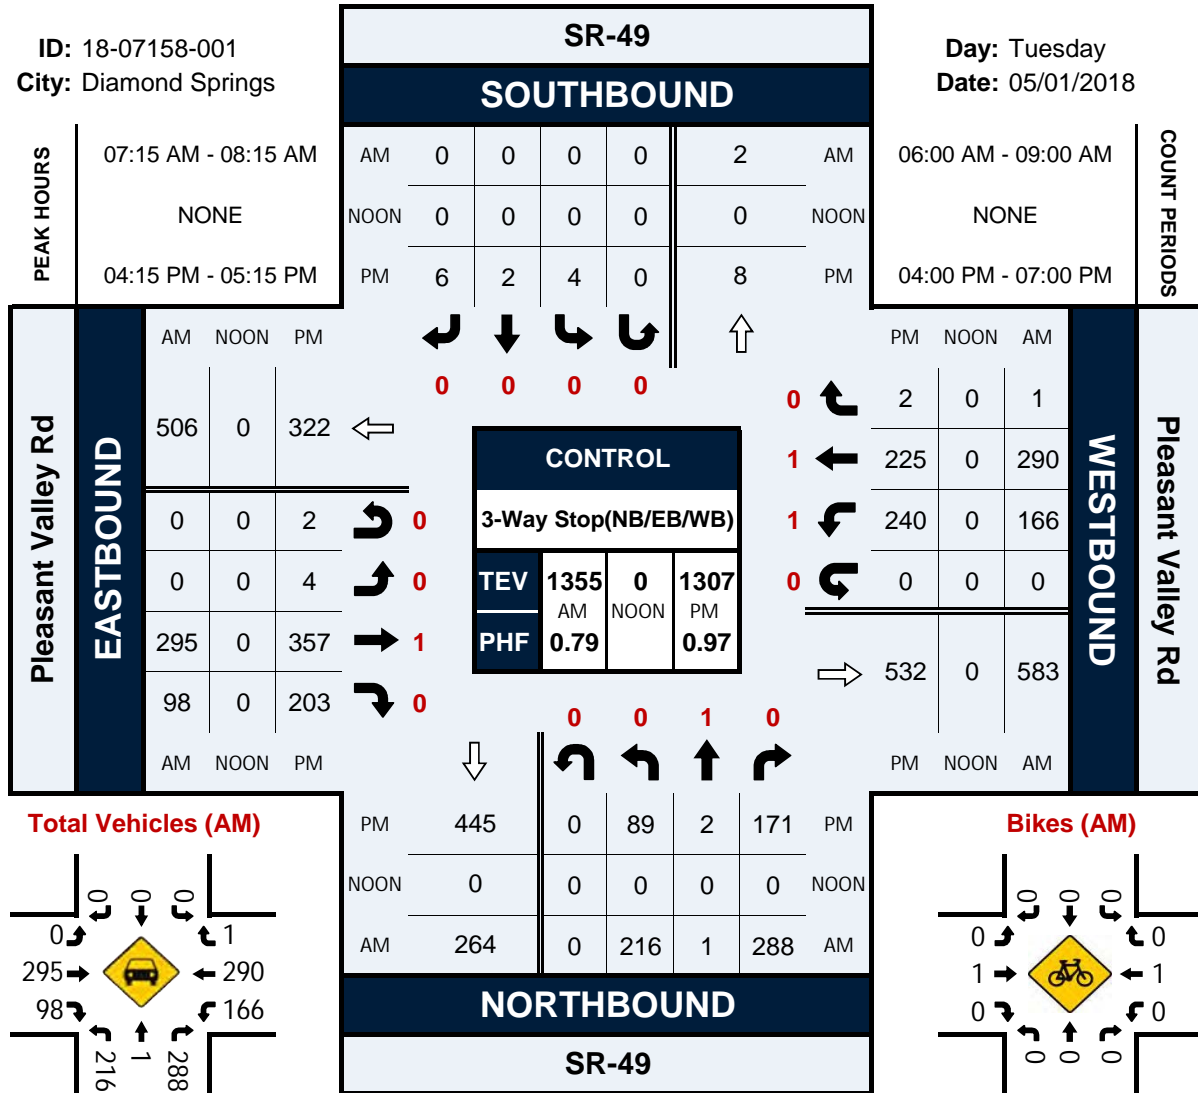 ID: 18-07158-001
City: Diamond Springs
SR-49
SOUTHBOUND
Day: Tuesday
Date: 05/01/2018
PEAK HOURS
07:15 AM - 08:15 AM
NONE
04:15 PM - 05:15 PM
AM 0 0 0 0 2 AM
NOON 0 0 0 0 0 NOON
PM 6 2 4 0 8 PM
06:00 AM - 09:00 AM
NONE
04:00 PM - 07:00 PM
COUNT PERIODS
0 0 0 0
Pleasant Valley Rd
EASTBOUND
AM NOON PM
506 0 322
0 0 2 0
0 0 4 0
295 0 357 1
98 0 203 0
AM NOON PM
CONTROL
3-Way Stop(NB/EB/WB)
TEV 1355 0 1307
AM NOON PM
PHF 0.79 0.97
PM NOON AM
0 2 0 1
1 225 0 290
1 240 0 166
0 0 0 0
532 0 583
PM NOON AM
WESTBOUND
Pleasant Valley Rd
0 0 1 0
PM 445 0 89 2 171 PM
NOON 0 0 0 0 0 NOON
AM 264 0 216 1 288 AM
NORTHBOUND
SR-49
Total Vehicles (AM)
0 0 0
0 1
295 290
98 166
216 1 288
Bikes (AM)
0 0 0
0 0
1 1
0 0
0 0 0